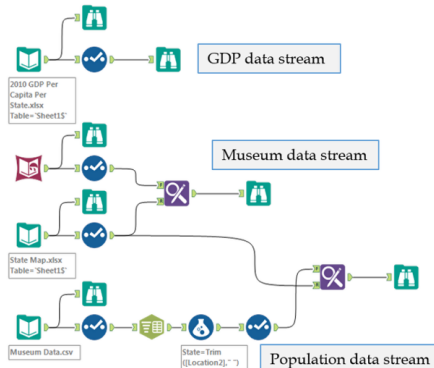 GDP data stream
2010 GDP Per
Capita Per
State.xlsx
Table=`Sheet1$`
Museum data stream
State Map.xlsx
Table=`Sheet1$`
Museum Data.csv
State=Trim
([Location2]," ")
Population data stream